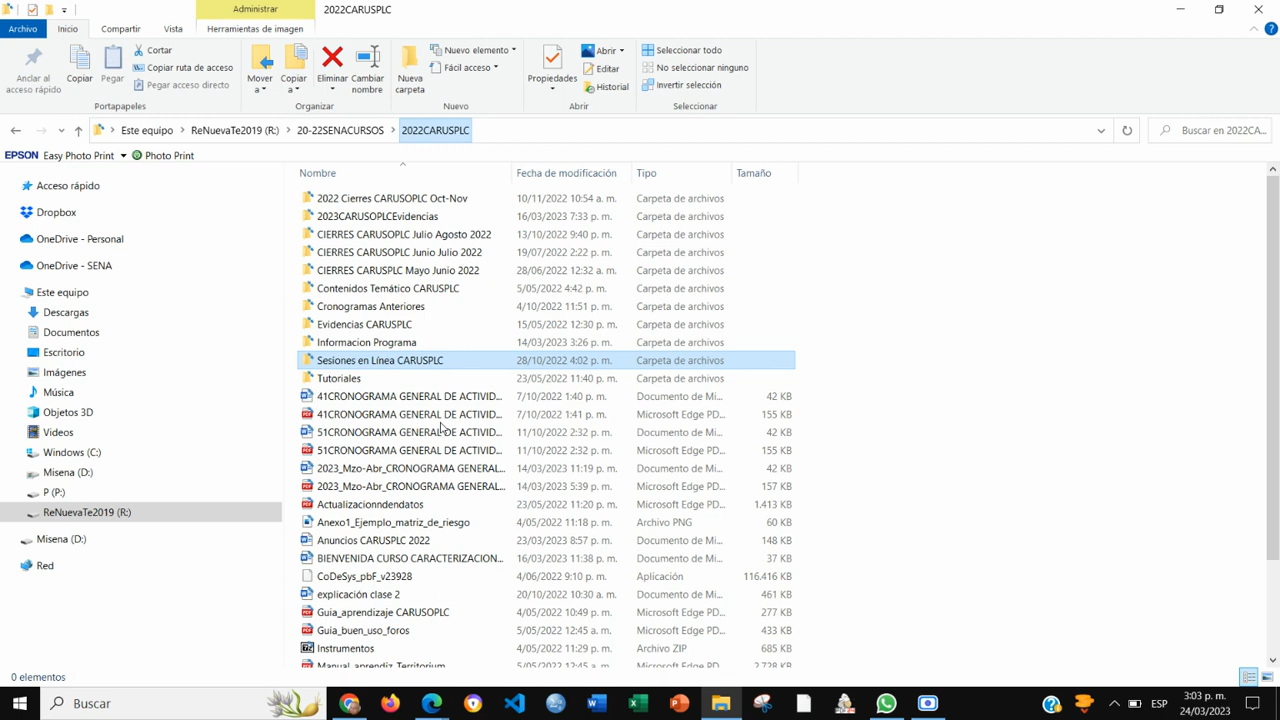 Administrar 2022CARUSPLC
Archivo Inicio Compartir Vista Herramientas de imagen
Anclar al acceso rápido
Copiar
Pegar
Cortar
Copiar ruta de acceso
Pegar acceso directo
Portapapeles
Mover a
Copiar a
Eliminar
Cambiar nombre
Organizar
Nueva carpeta
Nuevo elemento
Fácil acceso
Nuevo
Propiedades
Abrir
Editar
Historial
Abrir
Seleccionar todo
No seleccionar ninguno
Invertir selección
Seleccionar
Este equipo > ReNuevaTe2019 (R:) > 20-22SENACURSOS > 2022CARUSPLC
Buscar en 2022CA...
EPSON Easy Photo Print Photo Print
Acceso rápido
Dropbox
OneDrive - Personal
OneDrive - SENA
Este equipo
Descargas
Documentos
Escritorio
Imágenes
Música
Objetos 3D
Videos
Windows (C:)
Misena (D:)
P (P:)
ReNuevaTe2019 (R:)
Misena (D:)
Red
Nombre Fecha de modificación Tipo Tamaño
2022 Cierres CARUSOPLC Oct-Nov 10/11/2022 10:54 a. m. Carpeta de archivos
2023CARUSOPLCEvidencias 16/03/2023 7:33 p. m. Carpeta de archivos
CIERRES CARUSOPLC Julio Agosto 2022 13/10/2022 9:40 p. m. Carpeta de archivos
CIERRES CARUSOPLC Junio Julio 2022 19/07/2022 2:22 p. m. Carpeta de archivos
CIERRES CARUSPLC Mayo Junio 2022 28/06/2022 12:32 a. m. Carpeta de archivos
Contenidos Temático CARUSPLC 5/05/2022 4:42 p. m. Carpeta de archivos
Cronogramas Anteriores 4/10/2022 11:51 p. m. Carpeta de archivos
Evidencias CARUSPLC 15/05/2022 12:30 p. m. Carpeta de archivos
Informacion Programa 14/03/2023 3:26 p. m. Carpeta de archivos
Sesiones en Línea CARUSPLC 28/10/2022 4:02 p. m. Carpeta de archivos
Tutoriales 23/05/2022 11:40 p. m. Carpeta de archivos
41CRONOGRAMA GENERAL DE ACTIVID... 7/10/2022 1:40 p. m. Documento de Mi... 42 KB
41CRONOGRAMA GENERAL DE ACTIVID... 7/10/2022 1:41 p. m. Microsoft Edge PD... 155 KB
51CRONOGRAMA GENERAL DE ACTIVID... 11/10/2022 2:32 p. m. Documento de Mi... 42 KB
51CRONOGRAMA GENERAL DE ACTIVID... 11/10/2022 2:32 p. m. Microsoft Edge PD... 155 KB
2023_Mzo-Abr_CRONOGRAMA GENERAL... 14/03/2023 11:19 p. m. Documento de Mi... 42 KB
2023_Mzo-Abr_CRONOGRAMA GENERAL... 14/03/2023 5:39 p. m. Microsoft Edge PD... 156 KB
Actualizacionndendatos 23/05/2022 11:20 p. m. Microsoft Edge PD... 1.413 KB
Anexo1_Ejemplo_matriz_de_riesgo 4/05/2022 11:18 p. m. Archivo PNG 60 KB
Anuncios CARUSPLC 2022 23/03/2023 8:57 p. m. Documento de Mi... 148 KB
BIENVENIDA CURSO CARACTERIZACION... 16/03/2023 11:38 p. m. Documento de Mi... 37 KB
CoDeSys_pbF_v23928 4/06/2022 9:10 p. m. Aplicación 116.416 KB
explicación clase 2 20/10/2022 10:30 a. m. Documento de Mi... 461 KB
Guia_aprendizaje CARUSOPLC 4/05/2022 10:49 p. m. Microsoft Edge PD... 277 KB
Guia_buen_uso_foros 5/05/2022 12:45 a. m. Microsoft Edge PD... 433 KB
Instrumentos 4/05/2022 11:29 p. m. Archivo ZIP 685 KB
Manual_aprendiz_Territorium 5/05/2022 12:45 a. m. Microsoft Edge PD... 2.728 KB
0 elementos
Buscar
ESP
3:03 p. m.
24/03/2023